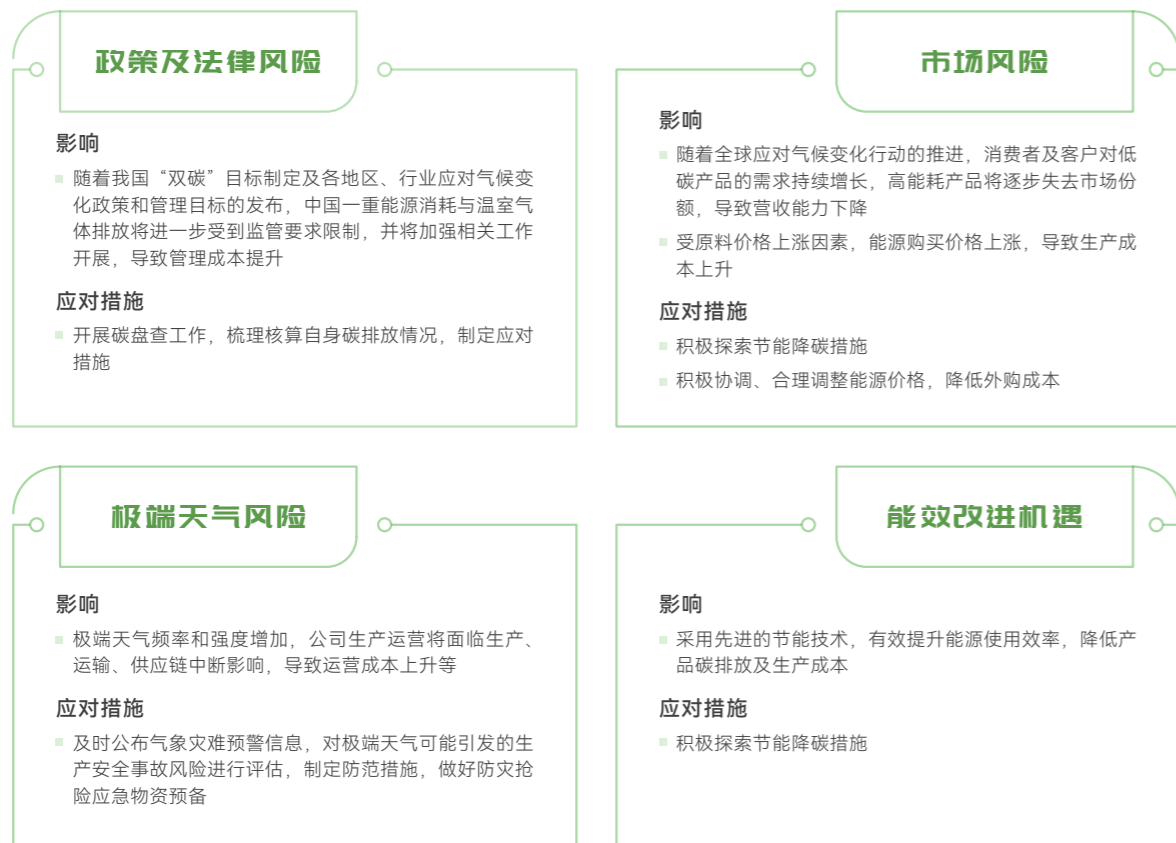 政策及法律风险
影响
随着我国“双碳”目标制定及各地区、行业应对气候变
化政策和管理目标的发布，中国一重能源消耗与温室气
体排放将进一步受到监管要求限制，并将加强相关工作
开展，导致管理成本提升
应对措施
开展碳盘查工作，梳理核算自身碳排放情况，制定应对
措施
市场风险
影响
随着全球应对气候变化行动的推进，消费者及客户对低
碳产品的需求持续增长，高能耗产品将逐步失去市场份
额，导致营收能力下降
受原料价格上涨因素，能源购买价格上涨，导致生产成
本上升
应对措施
积极探索节能降碳措施
积极协调、合理调整能源价格，降低外购成本
极端天气风险
影响
极端天气频率和强度增加，公司生产运营将面临生产、
运输、供应链中断影响，导致运营成本上升等
应对措施
及时公布气象灾难预警信息，对极端天气可能引发的生
产安全事故风险进行评估，制定防范措施，做好防灾抢
险应急物资预备
能效改进机遇
影响
采用先进的节能技术，有效提升能源使用效率，降低产
品碳排放及生产成本
应对措施
积极探索节能降碳措施